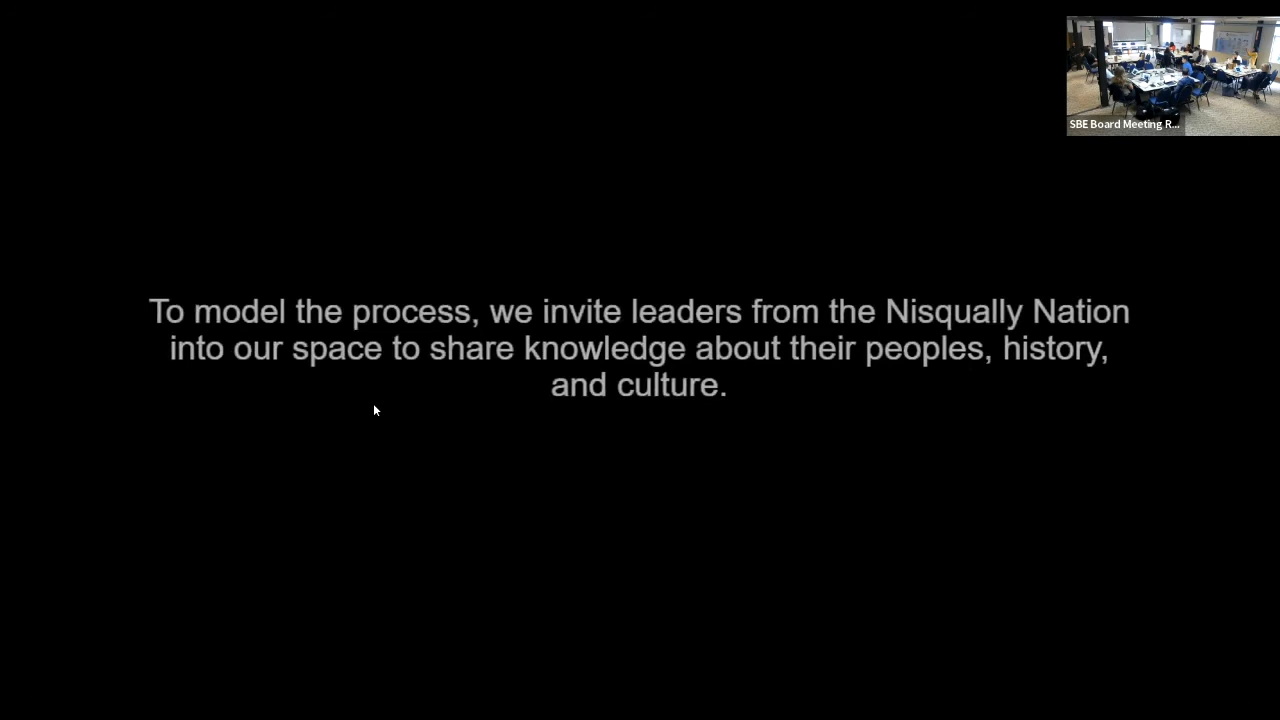 SBE Board Meeting R...
To model the process, we invite leaders from the Nisqually Nation
into our space to share knowledge about their peoples, history,
and culture.